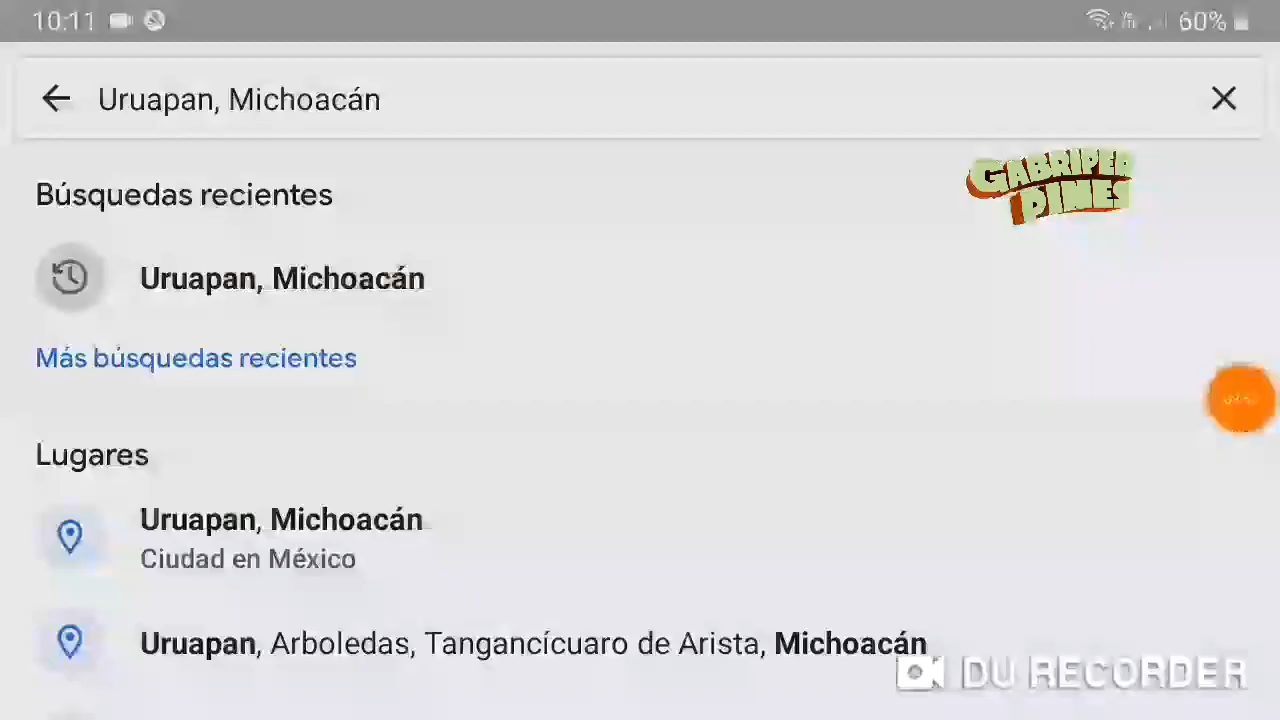 10:11
60%
Uruapan, Michoacán
Búsquedas recientes
GABRIPER
PINES
Uruapan, Michoacán
Más búsquedas recientes
Lugares
Uruapan, Michoacán
Ciudad en México
Uruapan, Arboledas, Tangancícuaro de Arista, Michoacán
DU RECORDER